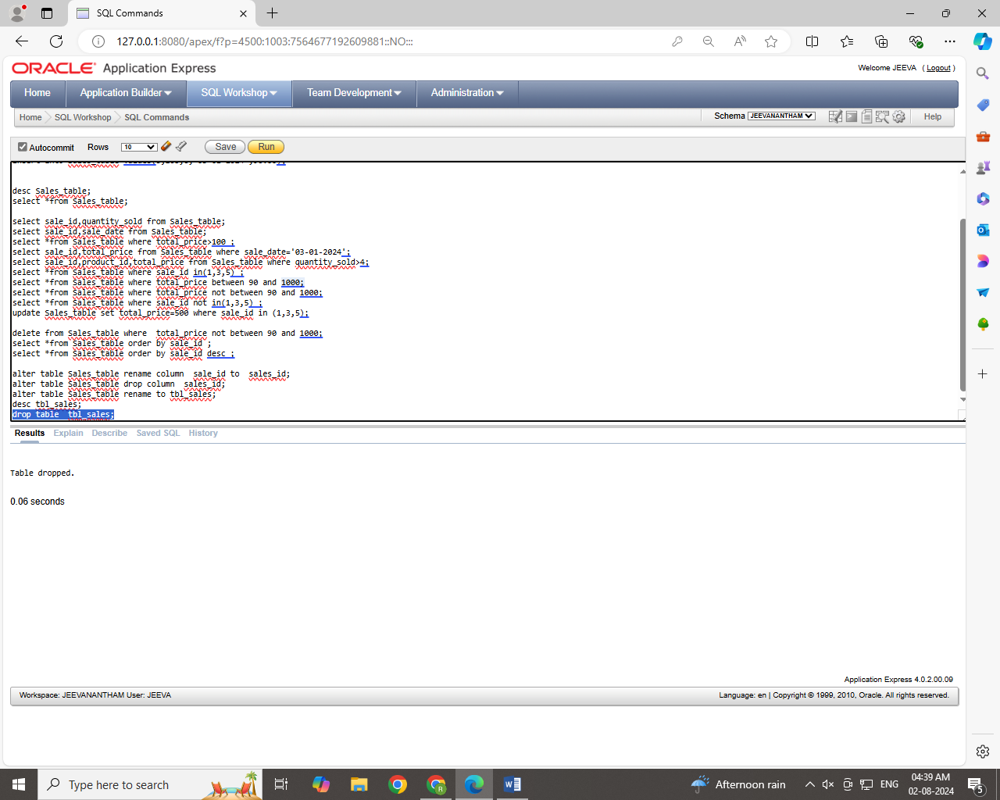 SQL Commands
127.0.0.1:8080/apex/f?p=4500:1003:7564677192609881::NO:::
ORACLE Application Express
Welcome JEEVA ( Logout )
Home Application Builder SQL Workshop Team Development Administration
Home SQL Workshop SQL Commands
Schema JEEVANANTHAM Help
Autocommit Rows 10 Save Run
desc Sales_table;
select *from Sales_table;
select sale_id,quantity_sold from Sales_table;
select sale_id,sale_date from Sales_table;
select *from Sales_table where total_price>100 ;
select sale_id,total_price from Sales_table where sale_date='03-01-2024';
select sale_id,product_id,total_price from Sales_table where quantity_sold>4;
select *from Sales_table where sale_id in(1,3,5) ;
select *from Sales_table where total_price between 90 and 1000;
select *from Sales_table where total_price not between 90 and 1000;
select *from Sales_table where sale_id not in(1,3,5) ;
update Sales_table set total_price=500 where sale_id in (1,3,5);
delete from Sales_table where  total_price not between 90 and 1000;
select *from Sales_table order by sale_id ;
select *from Sales_table order by sale_id desc ;
alter table Sales_table rename column  sale_id to  sales_id;
alter table Sales_table drop column  sales_id;
alter table Sales_table rename to tbl_sales;
desc tbl_sales;
drop table  tbl_sales;
Results Explain Describe Saved SQL History
Table dropped.
0.06 seconds
Application Express 4.0.2.00.09
Workspace: JEEVANANTHAM User: JEEVA
Language: en | Copyright © 1999, 2010, Oracle. All rights reserved.
Type here to search
Afternoon rain
ENG
04:39 AM
02-08-2024
5